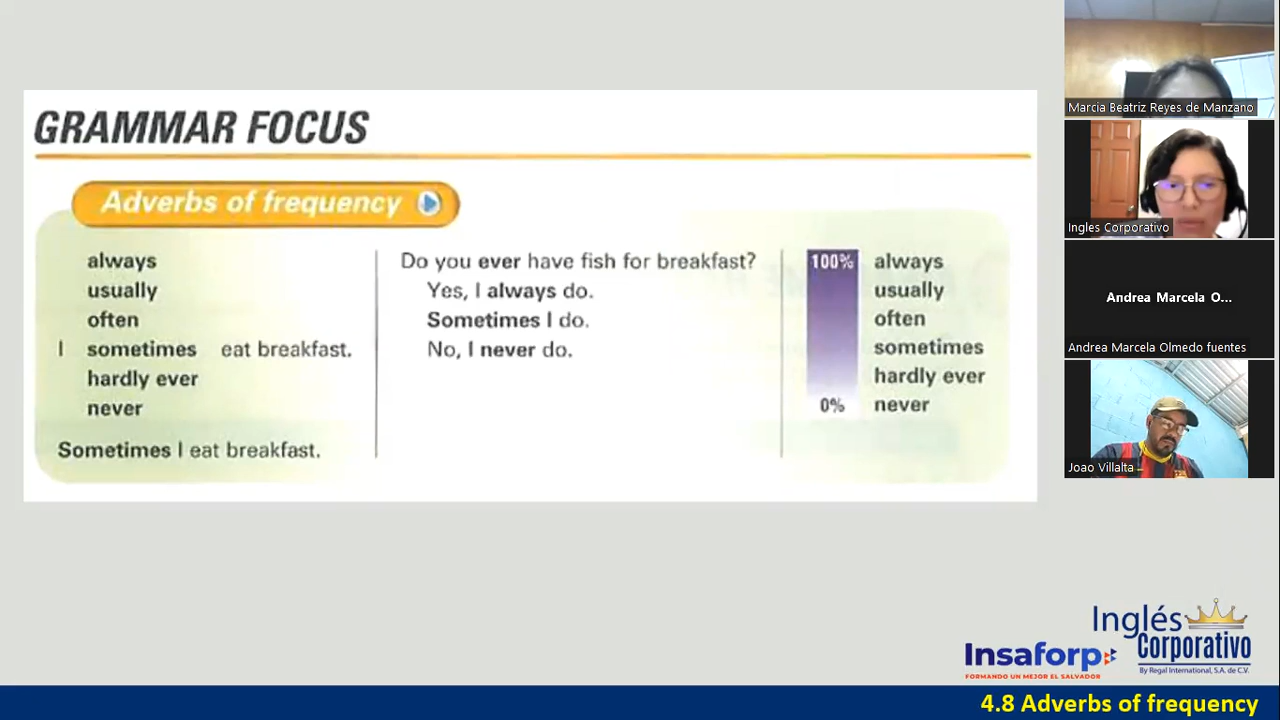 GRAMMAR FOCUS
Adverbs of frequency
always
usually
often
I sometimes eat breakfast.
hardly ever
never
Sometimes I eat breakfast.
Do you ever have fish for breakfast?
Yes, I always do.
Sometimes I do.
No, I never do.
100% always
usually
often
sometimes
hardly ever
0% never
Marcia Beatriz Reyes de Manzano
Ingles Corporativo
Andrea Marcela O...
Andrea Marcela Olmedo fuentes
Joao Villalta
Inglés
Corporativo
By Regal International, S.A. de C.V.
Insaforp
FORMANDO UN MEJOR EL SALVADOR
4.8 Adverbs of frequency